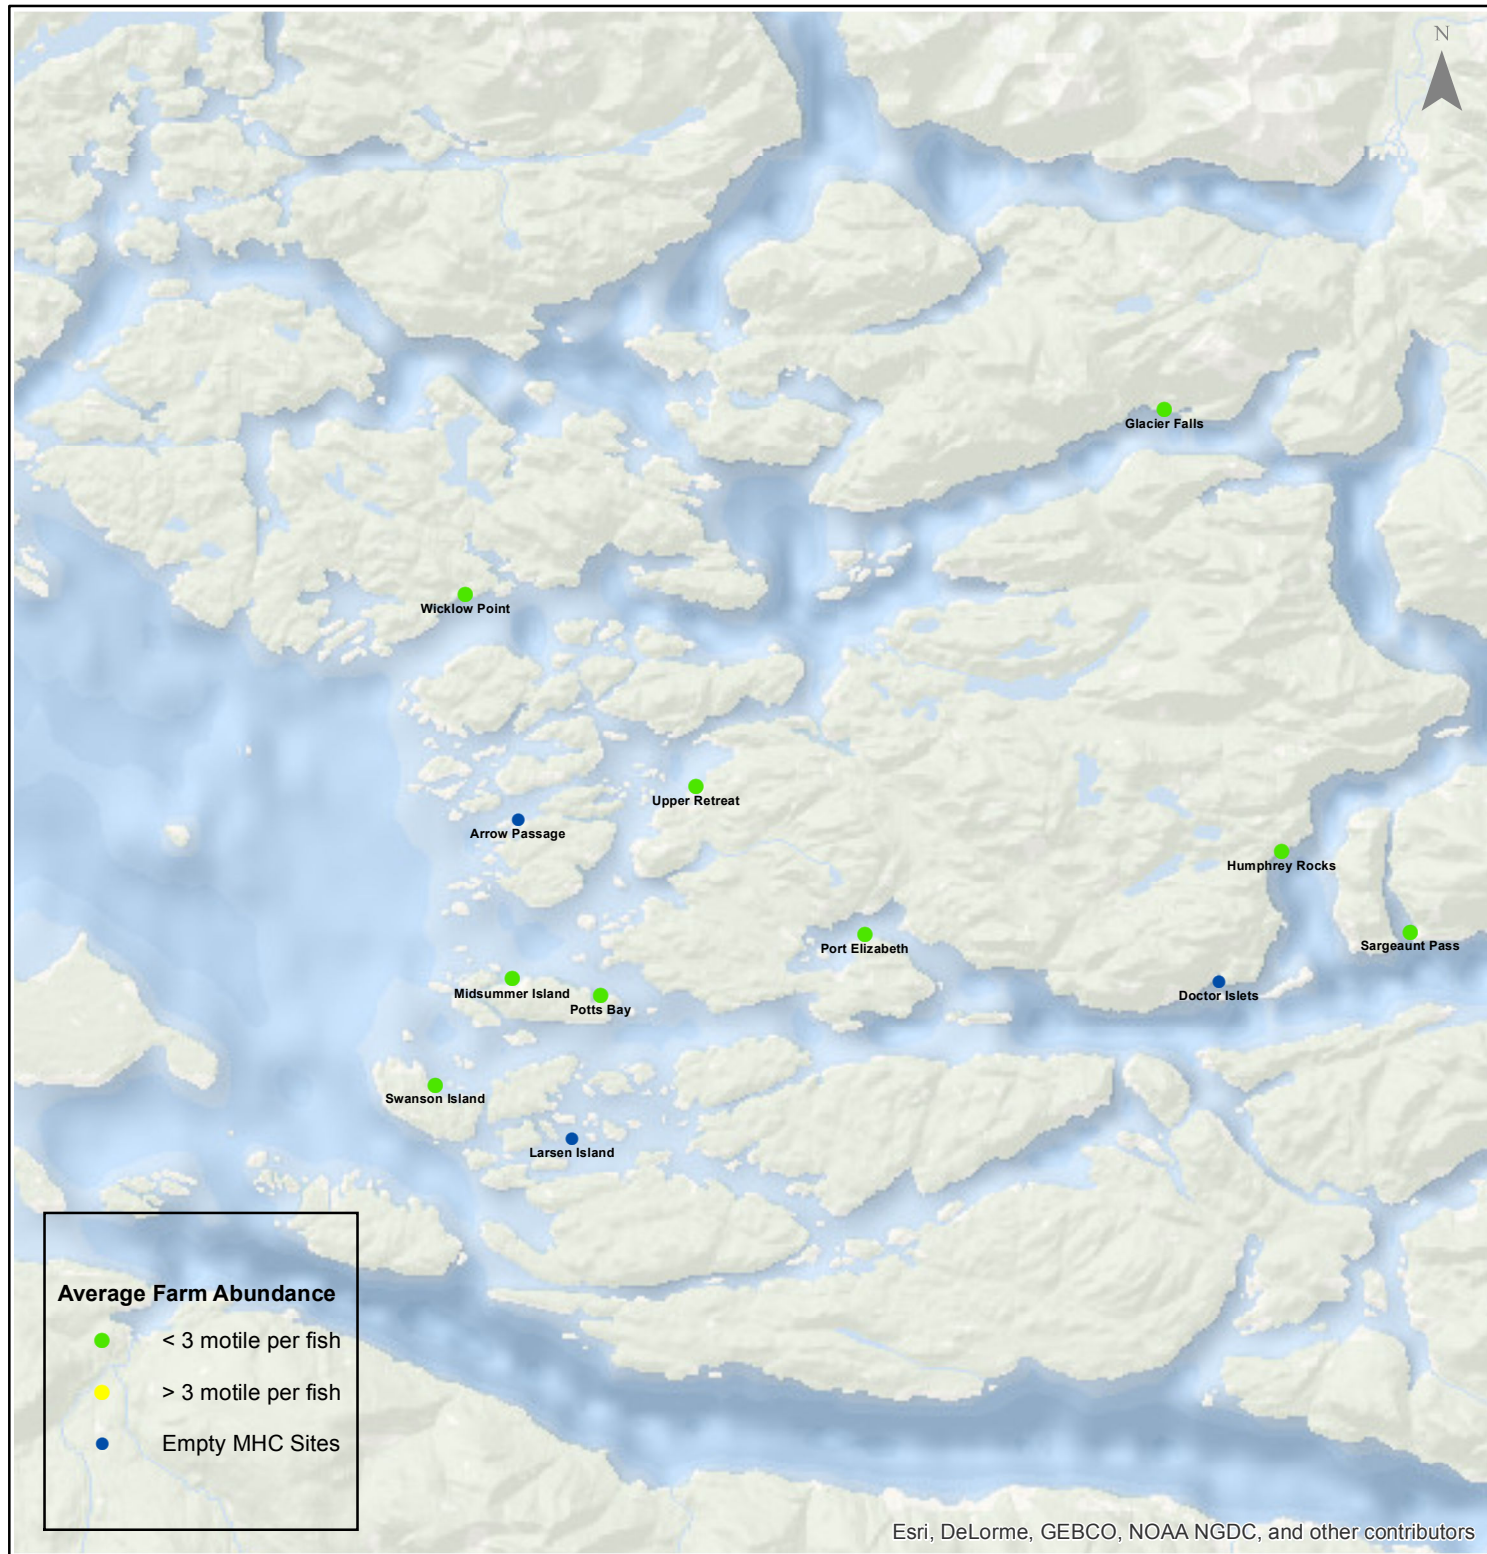 N
Glacier Falls
Wicklow Point
Upper Retreat
Arrow Passage
Humphrey Rocks
Port Elizabeth
Sargeaunt Pass
Midsummer Island
Potts Bay
Doctor Islets
Swanson Island
Larsen Island
Average Farm Abundance
< 3 motile per fish
> 3 motile per fish
Empty MHC Sites
Esri, DeLorme, GEBCO, NOAA NGDC, and other contributors